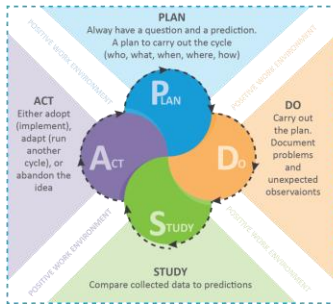 PLAN
Alway have a question and a prediction.
A plan to carry out the cycle
(who, what, when, where, how)
POSITIVE WORK ENVIRONMENT
POSITIVE WORK ENVIRONMENT
ACT
Either adopt
(implement),
adapt (run
another
cycle), or
abandon the
idea
PLAN
ACT
DO
STUDY
DO
Carry out
the plan.
Document
problems
and
unexpected
observaionts
POSITIVE WORK ENVIRONMENT
POSITIVE WORK ENVIRONMENT
STUDY
Compare collected data to predictions